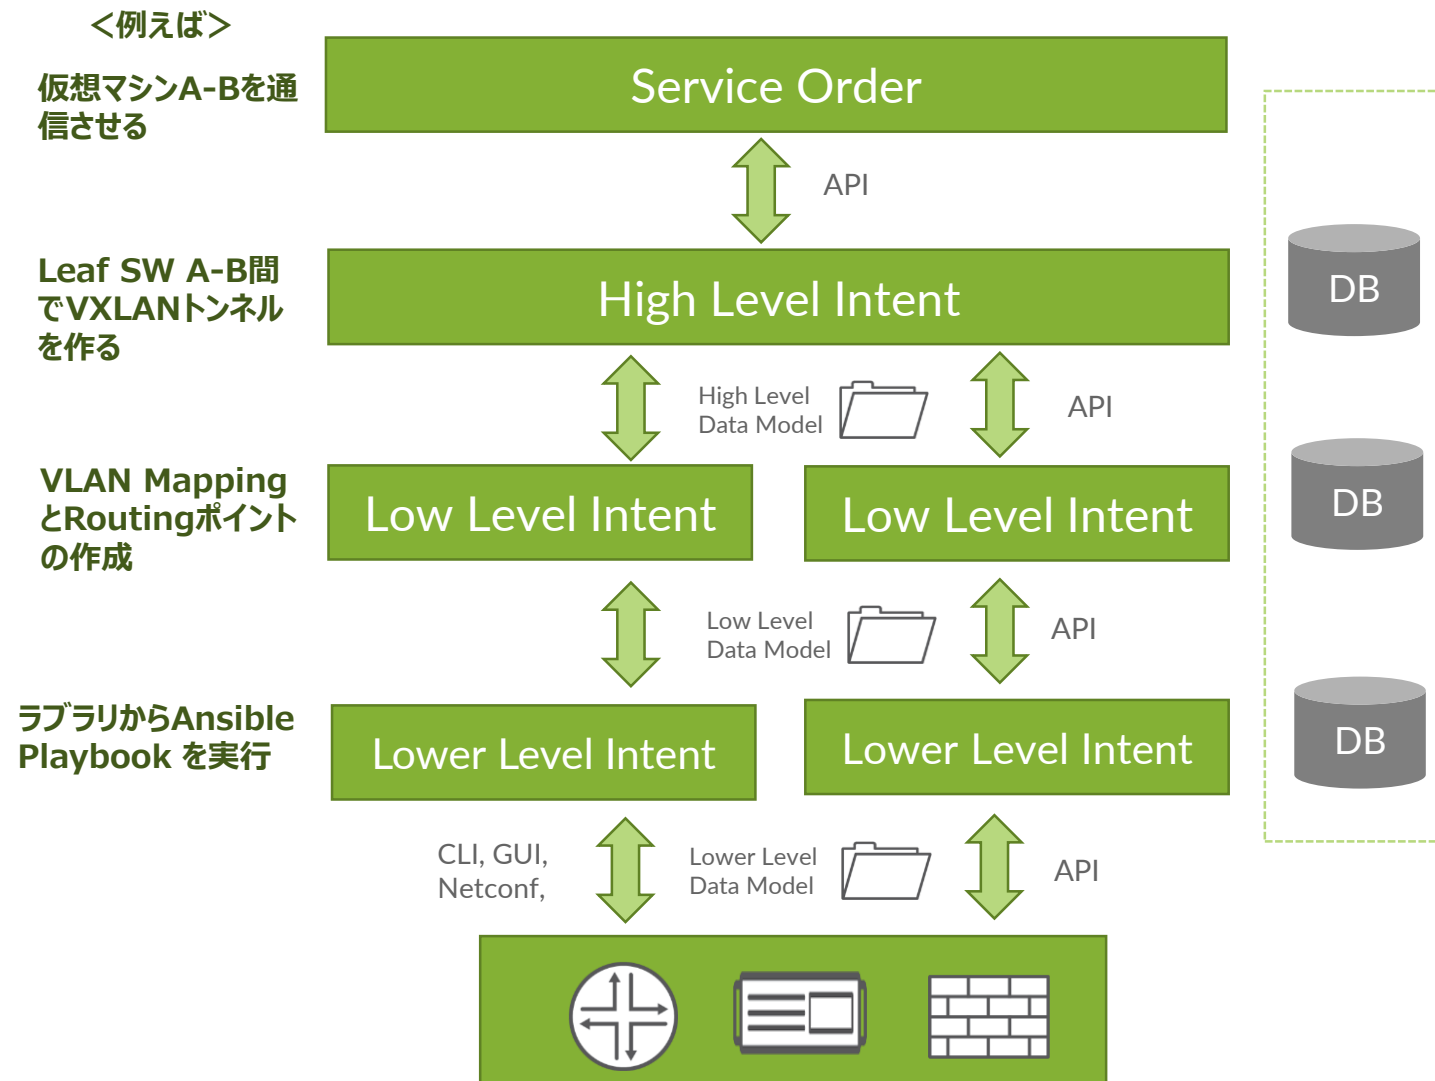 ＜例えば＞
仮想マシンA-Bを通
信させる
Service Order
API
Leaf SW A-B間
でVXLANトンネル
を作る
High Level Intent
DB
High Level
Data Model
API
VLAN Mapping
とRoutingポイント
の作成
Low Level Intent
Low Level Intent
DB
Low Level
Data Model
API
ラブラリからAnsible
Playbook を実行
Lower Level Intent
Lower Level Intent
DB
CLI, GUI,
Netconf,
Lower Level
Data Model
API